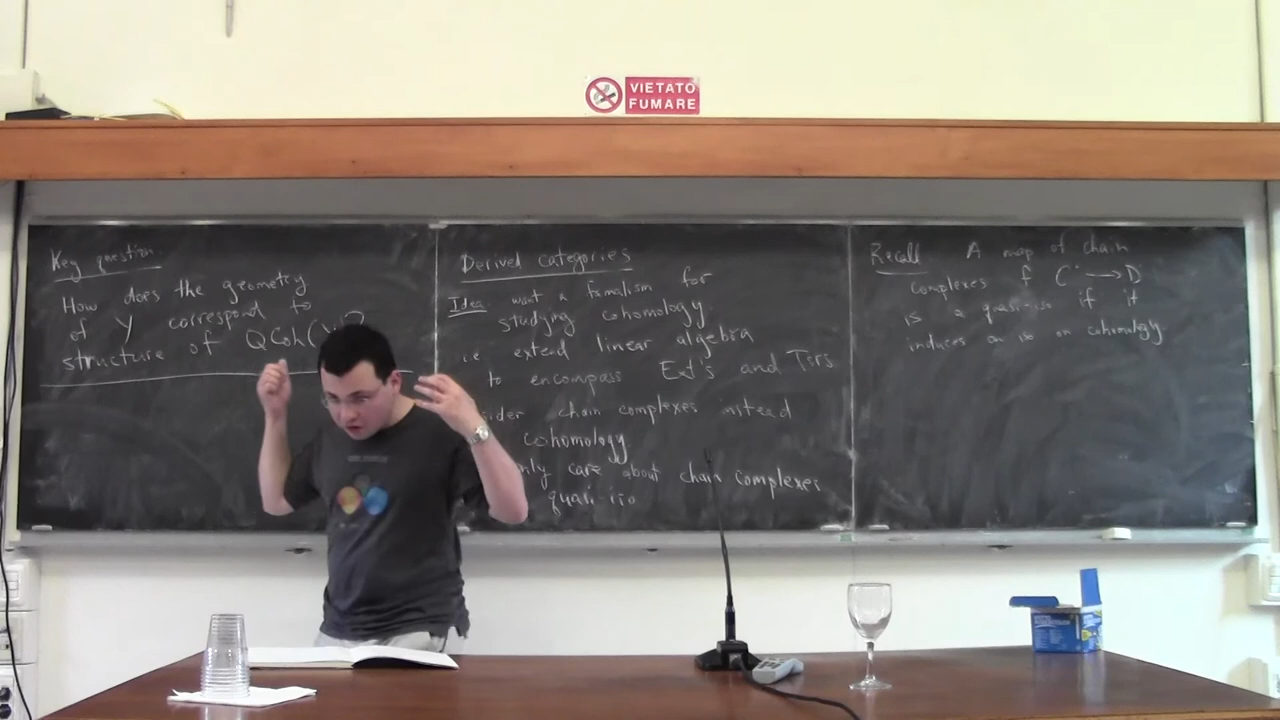 VIETATO
FUMARE
Key question.
How does the geometry
of Y correspond to
structure of QCoh(
Derived categories
Idea: want a formalism for
studying cohomology.
i.e extend linear algebra
to encompass Ext's and Tors.
chain complexes instead
cohomology
only care about chain complexes
quasi-iso
Recall A map of chain
complexes f C˙ → D˙
is a quasi-iso if it
induces an iso on cohomology.